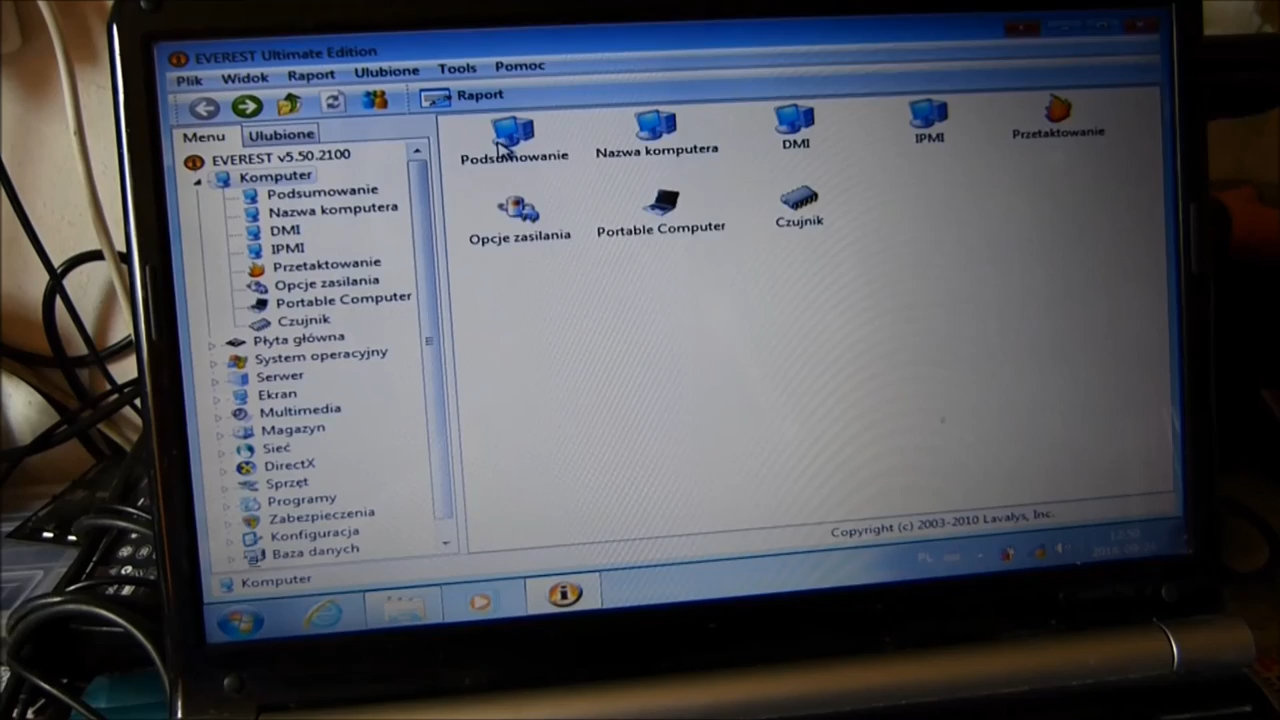 EVEREST Ultimate Edition
Plik Widok Raport Ulubione Tools Pomoc
Raport
Menu Ulubione
EVEREST v5.50.2100
Komputer
Podsumowanie
Nazwa komputera
DMI
IPMI
Przetaktowanie
Opcje zasilania
Portable Computer
Czujnik
Płyta główna
System operacyjny
Serwer
Ekran
Multimedia
Magazyn
Sieć
DirectX
Sprzęt
Programy
Zabezpieczenia
Konfiguracja
Baza danych
Podsumowanie Nazwa komputera DMI IPMI Przetaktowanie
Opcje zasilania Portable Computer Czujnik
Copyright (c) 2003-2010 Lavalys, Inc.
Komputer
PL